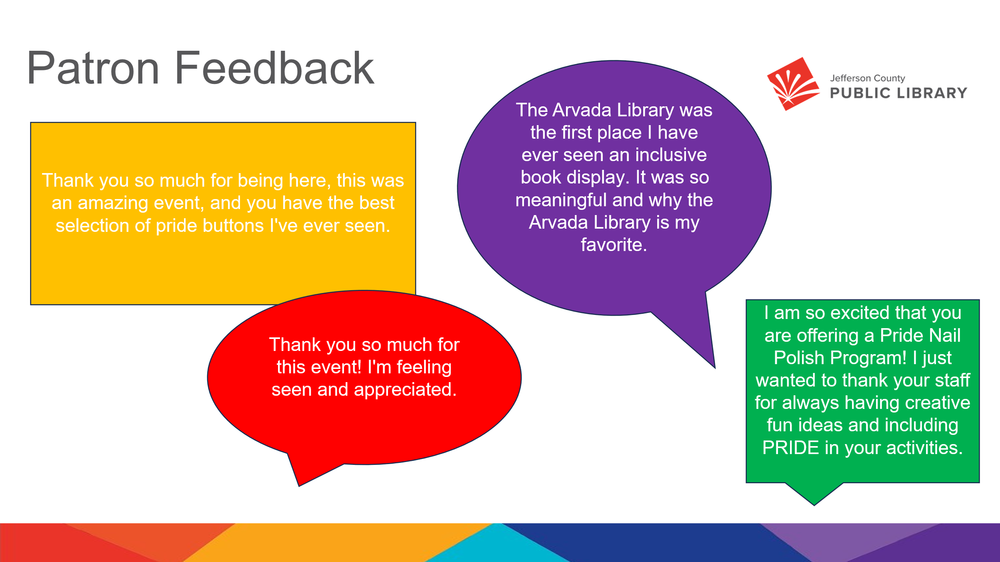 Patron Feedback
Jefferson County
PUBLIC LIBRARY
Thank you so much for being here, this was
an amazing event, and you have the best
selection of pride buttons I've ever seen.
The Arvada Library was
the first place I have
ever seen an inclusive
book display. It was so
meaningful and why the
Arvada Library is my
favorite.
Thank you so much for
this event! I'm feeling
seen and appreciated.
I am so excited that you
are offering a Pride Nail
Polish Program! I just
wanted to thank your staff
for always having creative
fun ideas and including
PRIDE in your activities.